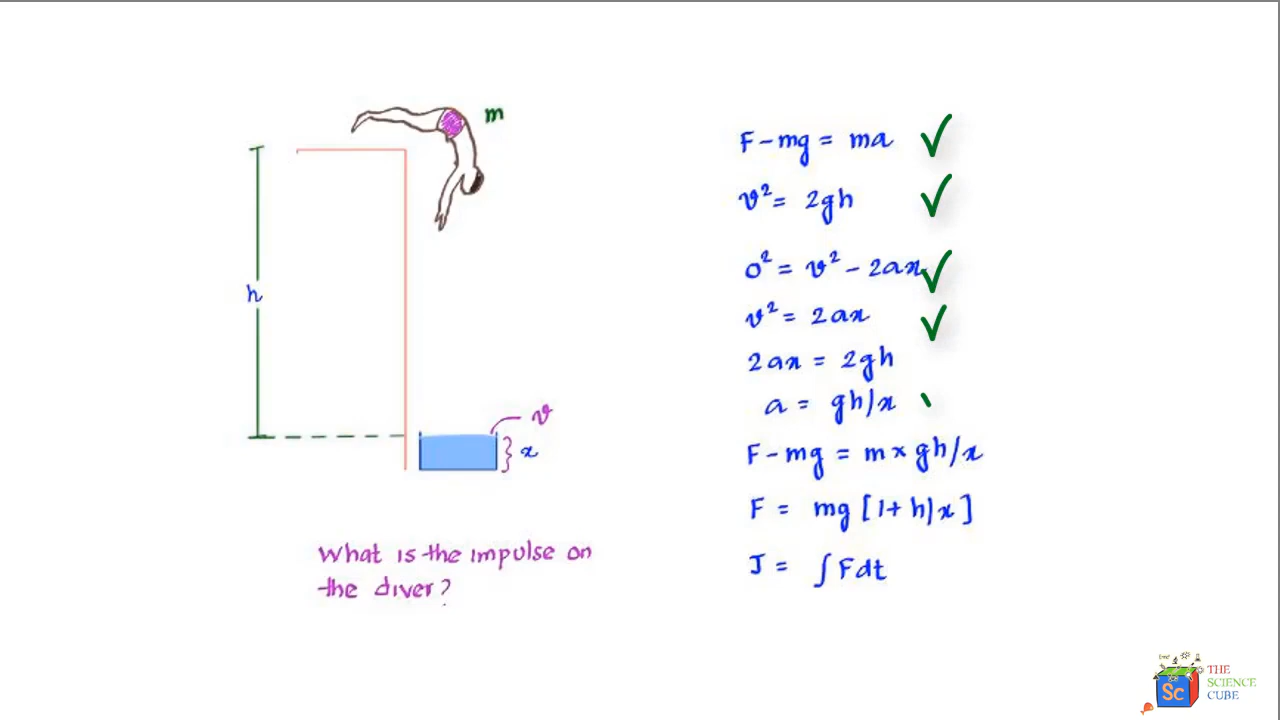 m
h
v
x
What is the impulse on
the diver?
F - mg = ma ✓
v² = 2gh ✓
0² = v² - 2ax ✓
v² = 2ax ✓
2ax = 2gh
a = gh/x
F - mg = m × gh/x
F = mg [1 + h/x]
J = ∫ F dt
Sc
THE
SCIENCE
CUBE